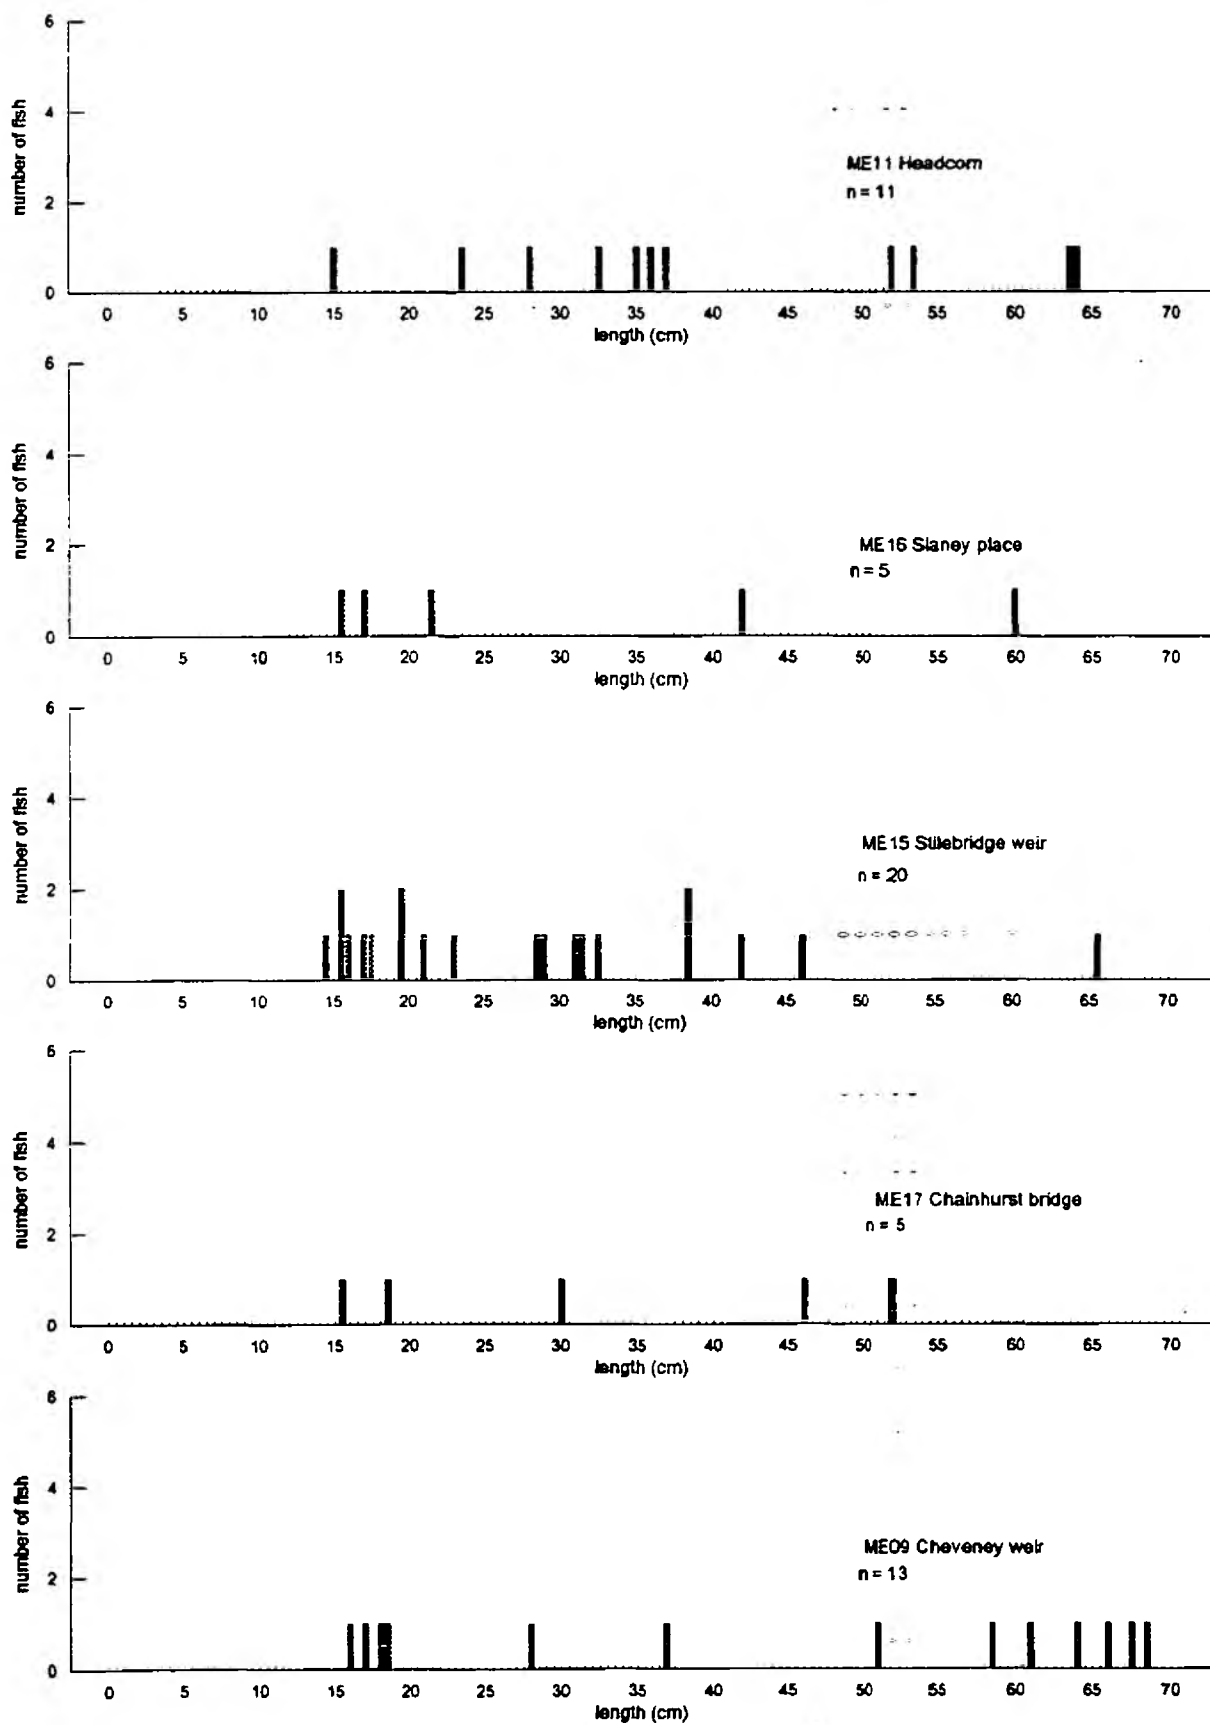 6
4
2
0
number of fish
ME11 Headcorn
n = 11
0 5 10 15 20 25 30 35 40 45 50 55 60 65 70
length (cm)
6
4
2
0
number of fish
ME16 Slaney place
n = 5
0 5 10 15 20 25 30 35 40 45 50 55 60 65 70
length (cm)
6
4
2
0
number of fish
ME15 Stilebridge weir
n = 20
0 5 10 15 20 25 30 35 40 45 50 55 60 65 70
length (cm)
6
4
2
0
number of fish
ME17 Chainhurst bridge
n = 5
0 5 10 15 20 25 30 35 40 45 50 55 60 65 70
length (cm)
6
4
2
0
number of fish
ME09 Cheveney weir
n = 13
0 5 10 15 20 25 30 35 40 45 50 55 60 65 70
length (cm)